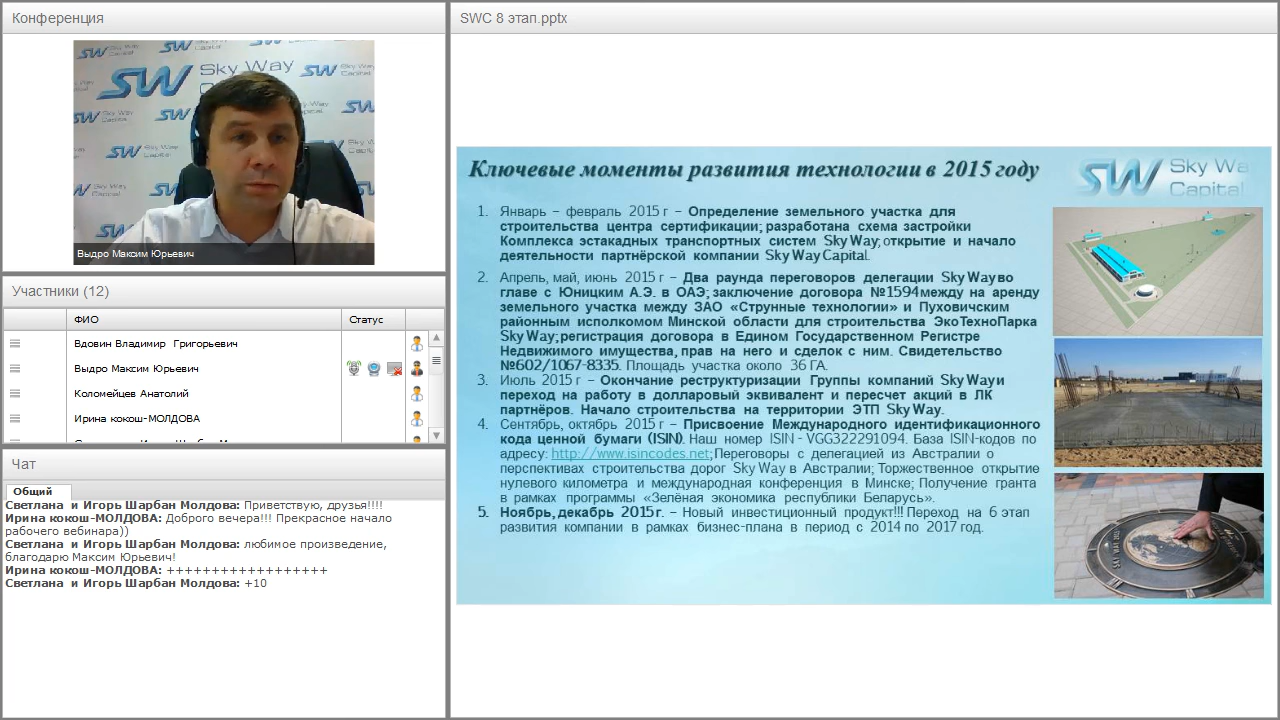 Конференция
SW
Sky Way
SW
SW
Sky Way
Capital
SW
Выдро Максим Юрьевич
Участники (12)
ФИО
Статус
Вдовин Владимир Григорьевич
Выдро Максим Юрьевич
Коломейцев Анатолий
Ирина кокош-МОЛДОВА
Чат
Общий
Светлана и Игорь Шарбан Молдова: Приветствую, друзья!!!!
Ирина кокош-МОЛДОВА: Доброго вечера!!! Прекрасное начало
рабочего вебинара))
Светлана и Игорь Шарбан Молдова: любимое произведение,
благодарю Максим Юрьевич!
Ирина кокош-МОЛДОВА: ++++++++++++++++++
Светлана и Игорь Шарбан Молдова: +10
SWC 8 этап.pptx
Ключевые моменты развития технологии в 2015 году
SW Sky Wa
Capital
1. Январь – февраль 2015 г – Определение земельного участка для
строительства центра сертификации; разработана схема застройки
Комплекса эстакадных транспортных систем Sky Way; открытие и начало
деятельности партнёрской компании Sky Way Capital.
2. Апрель, май, июнь 2015 г – Два раунда переговоров делегации Sky Way во
главе с Юницким А.Э. в ОАЭ; заключение договора №1594 между на аренду
земельного участка между ЗАО «Струнные технологии» и Пуховичским
районным исполкомом Минской области для строительства ЭкоТехноПарка
Sky Way; регистрация договора в Едином Государственном Регистре
Недвижимого имущества, прав на него и сделок с ним. Свидетельство
№602/1067-8335. Площадь участка около 36 ГА.
3. Июль 2015 г – Окончание реструктуризации Группы компаний Sky Way и
переход на работу в долларовый эквивалент и пересчет акций в ЛК
партнёров. Начало строительства на территории ЭТП Sky Way.
4. Сентябрь, октябрь 2015 г – Присвоение Международного идентификационного
кода ценной бумаги (ISIN). Наш номер ISIN - VGG322291094. База ISIN-кодов по
адресу: http://www.isincodes.net; Переговоры с делегацией из Австралии о
перспективах строительства дорог Sky Way в Австралии; Торжественное открытие
нулевого километра и международная конференция в Минске; Получение гранта
в рамках программы «Зелёная экономика республики Беларусь».
5. Ноябрь, декабрь 2015 г. – Новый инвестиционный продукт!!! Переход на 6 этап
развития компании в рамках бизнес-плана в период с 2014 по 2017 год.